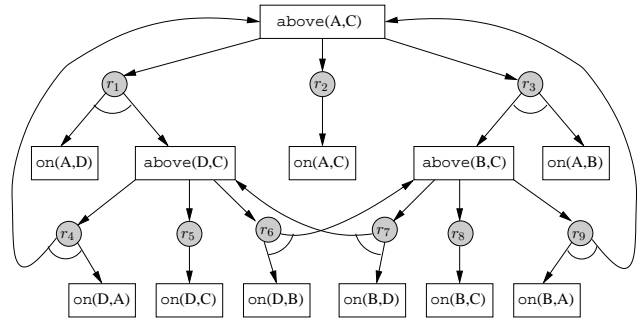 above(A,C)
r1 r2 r3
on(A,D) above(D,C) on(A,C) above(B,C) on(A,B)
r4 r5 r6 r7 r8 r9
on(D,A) on(D,C) on(D,B) on(B,D) on(B,C) on(B,A)